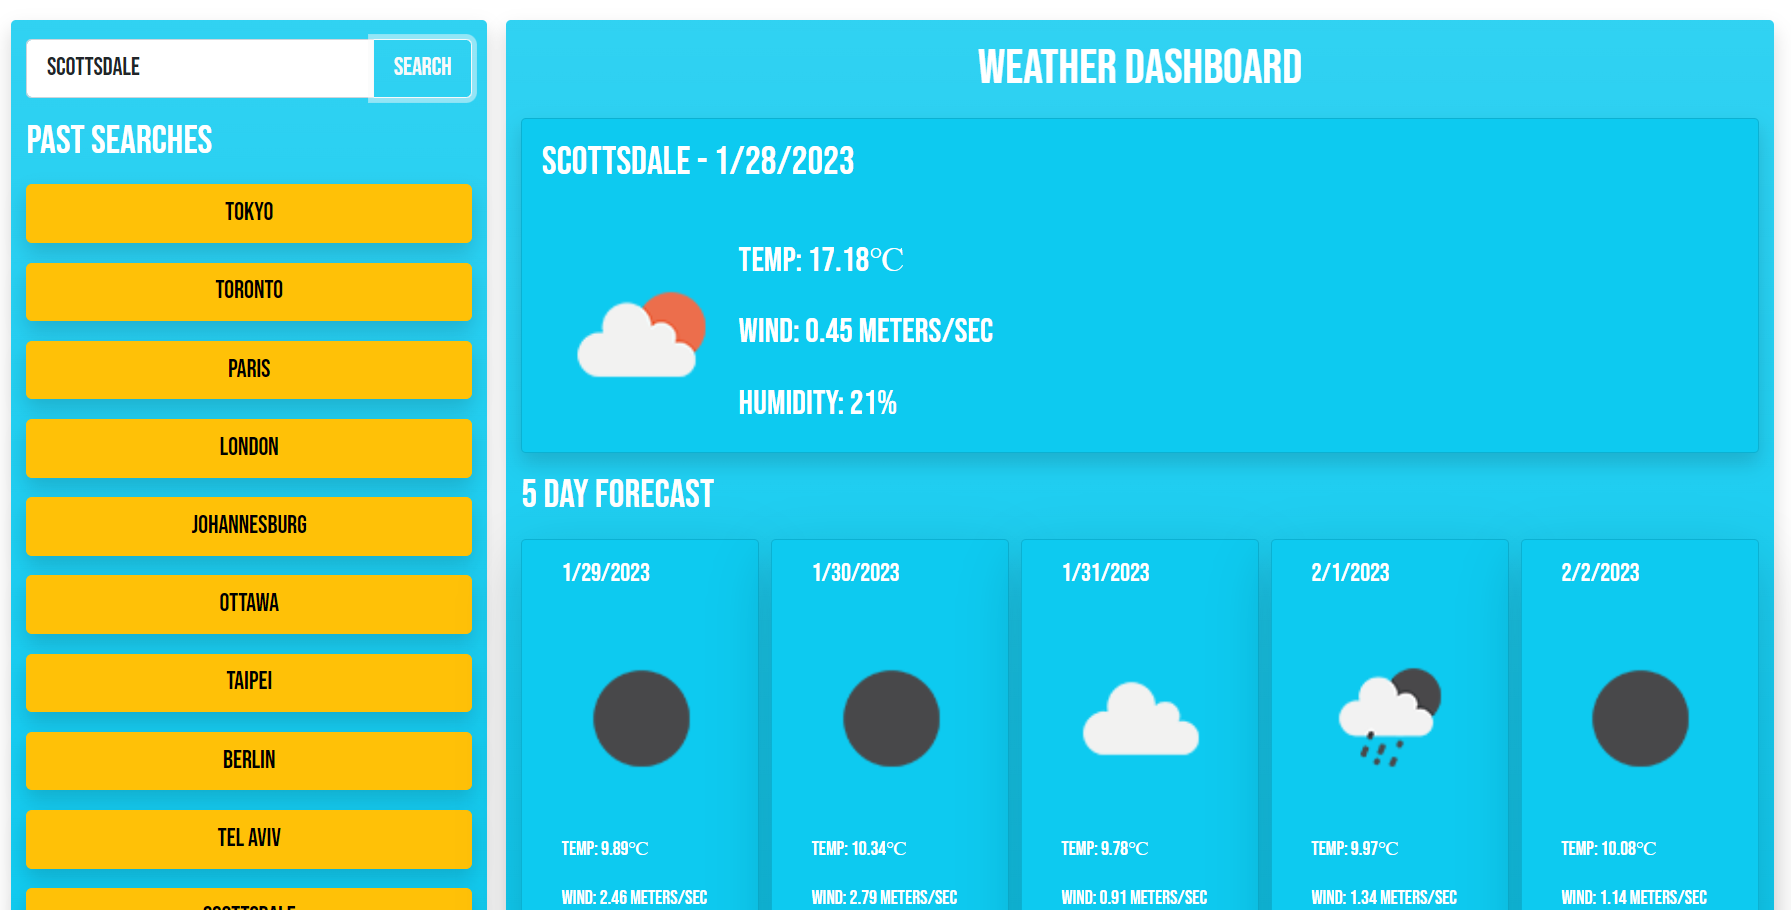 SCOTTSDALE
SEARCH
PAST SEARCHES
TOKYO
TORONTO
PARIS
LONDON
JOHANNESBURG
OTTAWA
TAIPEI
BERLIN
TEL AVIV
SCOTTSDALE
WEATHER DASHBOARD
SCOTTSDALE - 1/28/2023
TEMP: 17.18℃
WIND: 0.45 METERS/SEC
HUMIDITY: 21%
5 DAY FORECAST
1/29/2023
TEMP: 9.89℃
WIND: 2.46 METERS/SEC
1/30/2023
TEMP: 10.34℃
WIND: 2.79 METERS/SEC
1/31/2023
TEMP: 9.78℃
WIND: 0.91 METERS/SEC
2/1/2023
TEMP: 9.97℃
WIND: 1.34 METERS/SEC
2/2/2023
TEMP: 10.08℃
WIND: 1.14 METERS/SEC